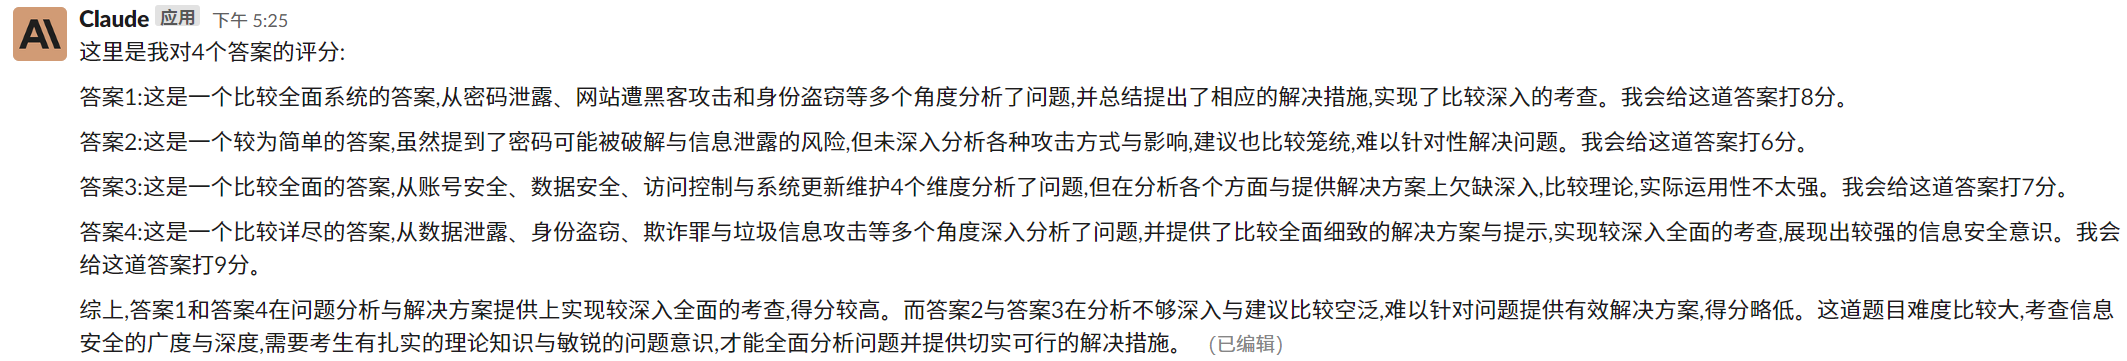 Claude 应用 下午 5:25
这里是我对4个答案的评分:
答案1:这是一个比较全面系统的答案,从密码泄露、网站遭黑客攻击和身份盗窃等多个角度分析了问题,并总结提出了相应的解决措施,实现了比较深入的考查。我会给这道答案打8分。
答案2:这是一个较为简单的答案,虽然提到了密码可能被破解与信息泄露的风险,但未深入分析各种攻击方式与影响,建议也比较笼统,难以针对性解决问题。我会给这道答案打6分。
答案3:这是一个比较全面的答案,从账号安全、数据安全、访问控制与系统更新维护4个维度分析了问题,但在分析各个方面与提供解决方案上欠缺深入,比较理论,实际运用性不太强。我会给这道答案打7分。
答案4:这是一个比较详尽的答案,从数据泄露、身份盗窃、欺诈罪与垃圾信息攻击等多个角度深入分析了问题,并提供了比较全面细致的解决方案与提示,实现较深入全面的考查,展现出较强的信息安全意识。我会
给这道答案打9分。
综上,答案1和答案4在问题分析与解决方案提供上实现较深入全面的考查,得分较高。而答案2与答案3在分析不够深入与建议比较空泛,难以针对问题提供有效解决方案,得分略低。这道题目难度比较大,考查信息
安全的广度与深度,需要考生有扎实的理论知识与敏锐的问题意识,才能全面分析问题并提供切实可行的解决措施。 (已编辑)